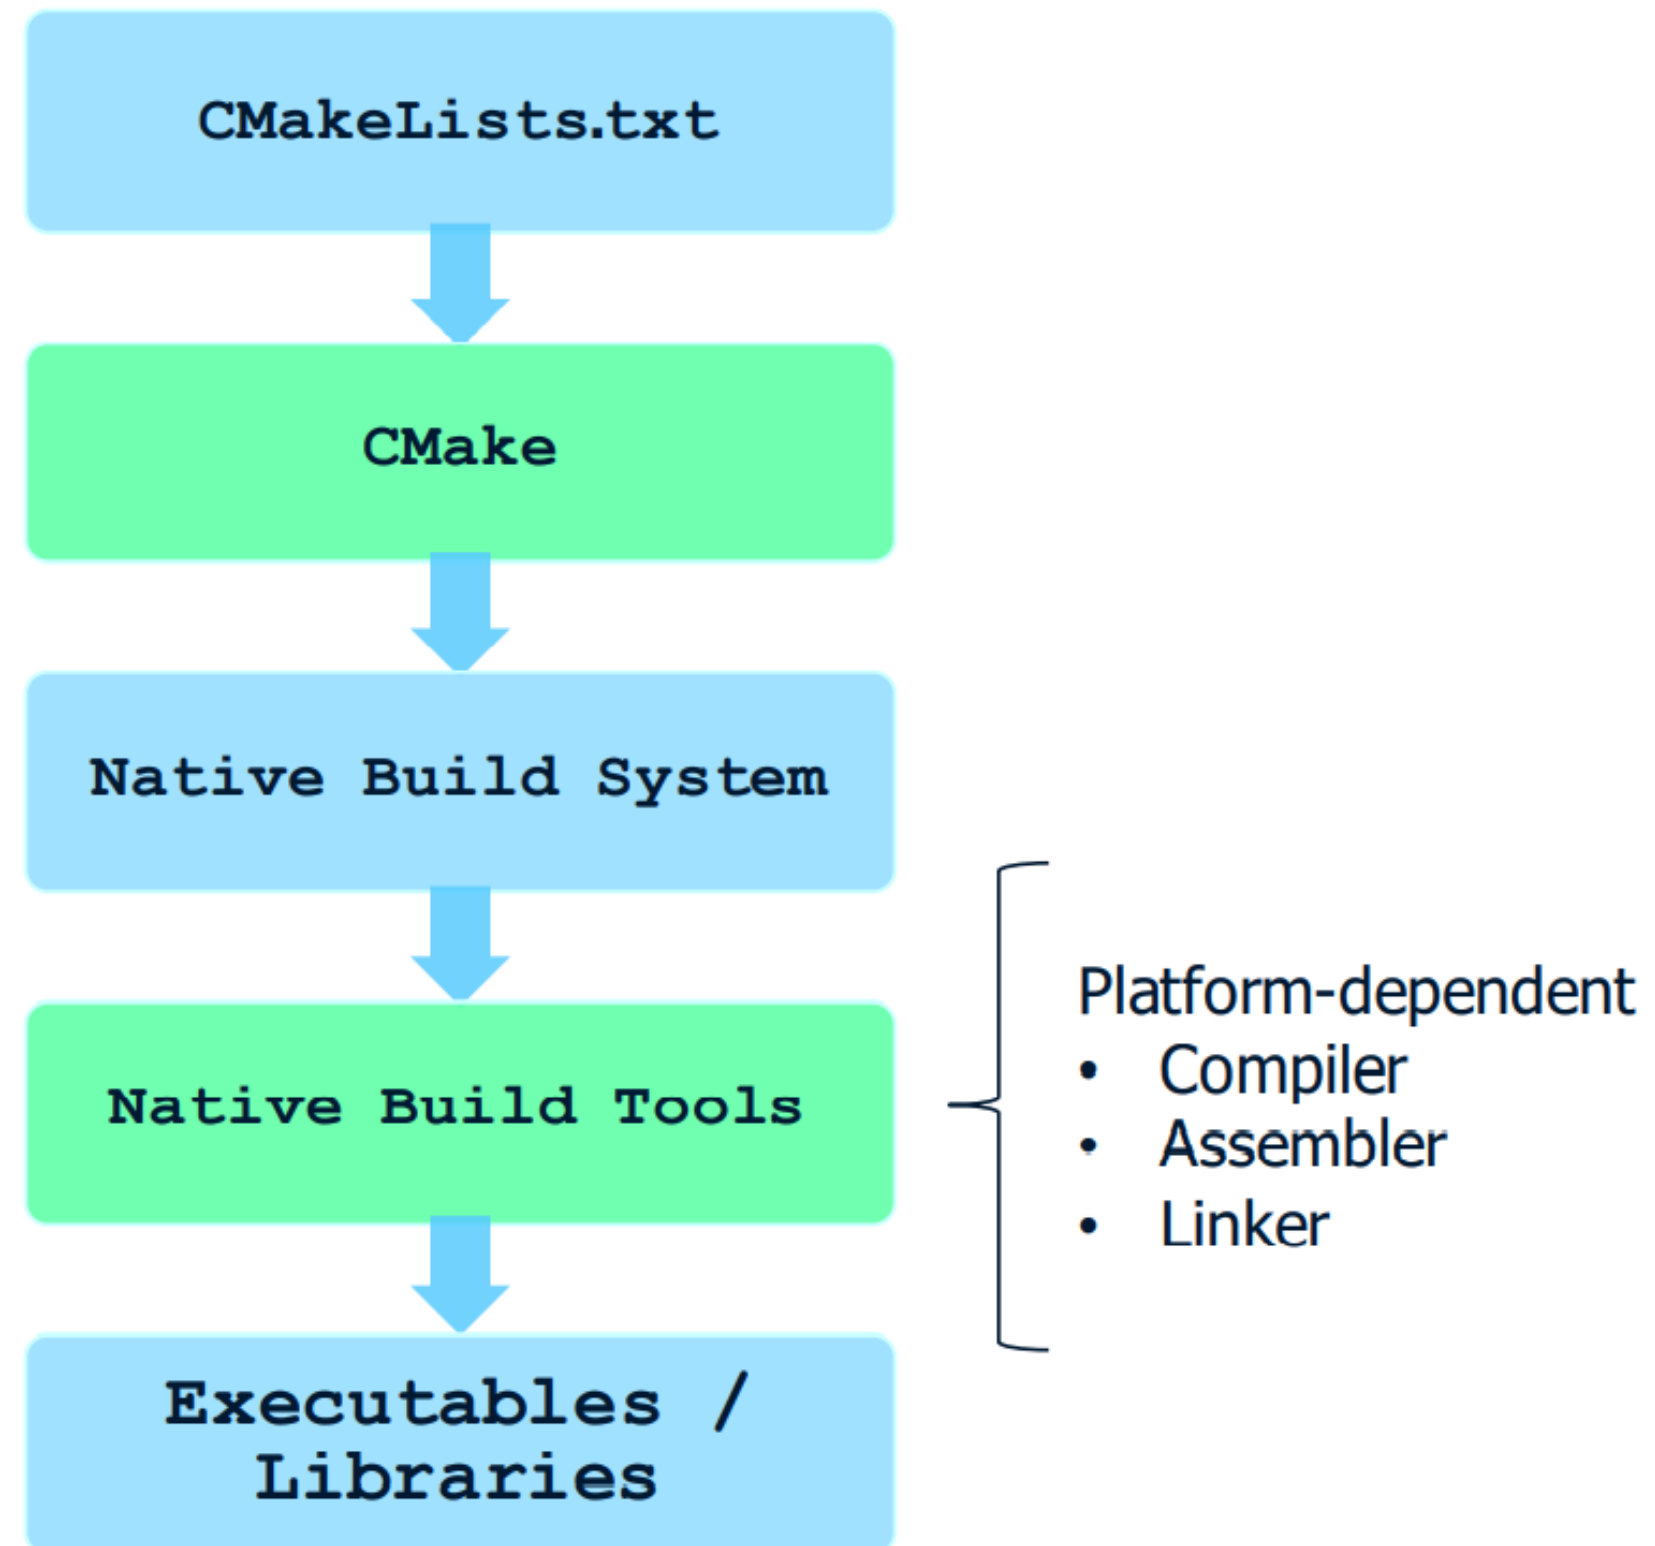 CMakeLists.txt
CMake
Native Build System
Native Build Tools
Platform-dependent
• Compiler
• Assembler
• Linker
Executables /
Libraries